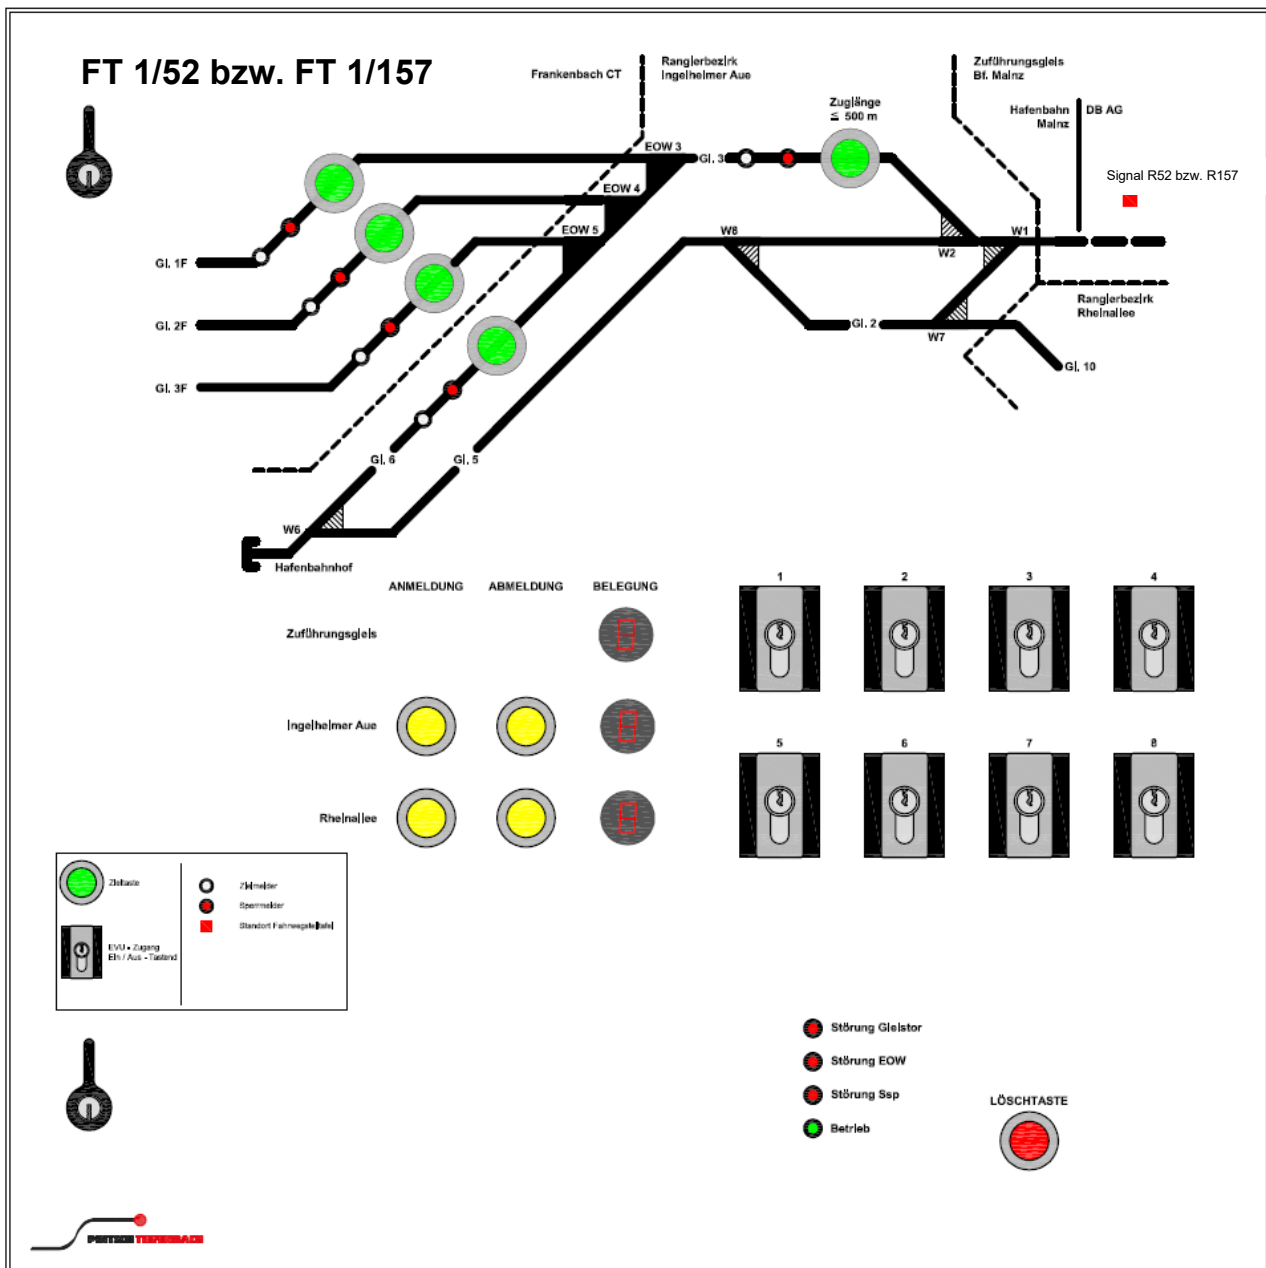 FT 1/52 bzw. FT 1/157
Frankenbach CT
Rangierbezirk
Ingelheimer Aue
Zuführungsgleis
Bf. Mainz
Zuglänge
≤ 500 m
Hafenbahn
Mainz
DB AG
Signal R52 bzw. R157
EOW 3
Gl. 3
EOW 4
EOW 5
W8
W1
W2
Gl. 1F
Gl. 2F
Gl. 3F
Rangierbezirk
Rheinallee
Gl. 2
W7
Gl. 10
Gl. 6
Gl. 5
W6
Hafenbahnhof
ANMELDUNG
ABMELDUNG
BELEGUNG
Zuführungsgleis
Ingelheimer Aue
Rheinallee
1
2
3
4
5
6
7
8
Zieltaste
EVU - Zugang
Ein / Aus - Tastend
Zielmelder
Sperrmelder
Standort Fahrwegstelltafel
Störung Gleistor
Störung EOW
Störung Ssp
Betrieb
LÖSCHTASTE
PINTSCH TIEFENBACH